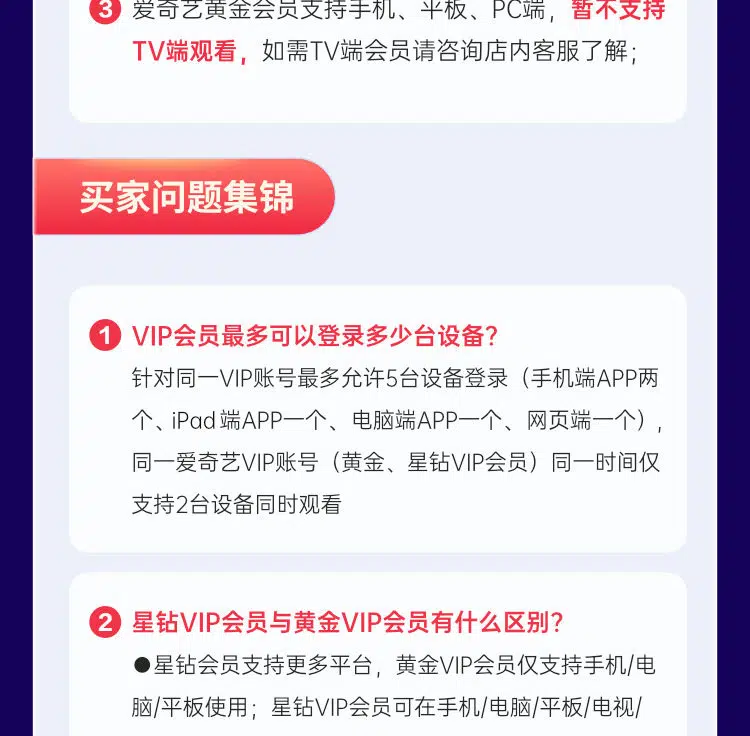 3 爱奇艺黄金会员支持手机、平板、PC端，暂不支持
TV端观看，如需TV端会员请咨询店内客服了解；
买家问题集锦
1 VIP会员最多可以登录多少台设备？
针对同一VIP账号最多允许5台设备登录（手机端APP两
个、iPad端APP一个、电脑端APP一个、网页端一个），
同一爱奇艺VIP账号（黄金、星钻VIP会员）同一时间仅
支持2台设备同时观看
2 星钻VIP会员与黄金VIP会员有什么区别？
●星钻会员支持更多平台，黄金VIP会员仅支持手机/电
脑/平板使用；星钻VIP会员可在手机/电脑/平板/电视/